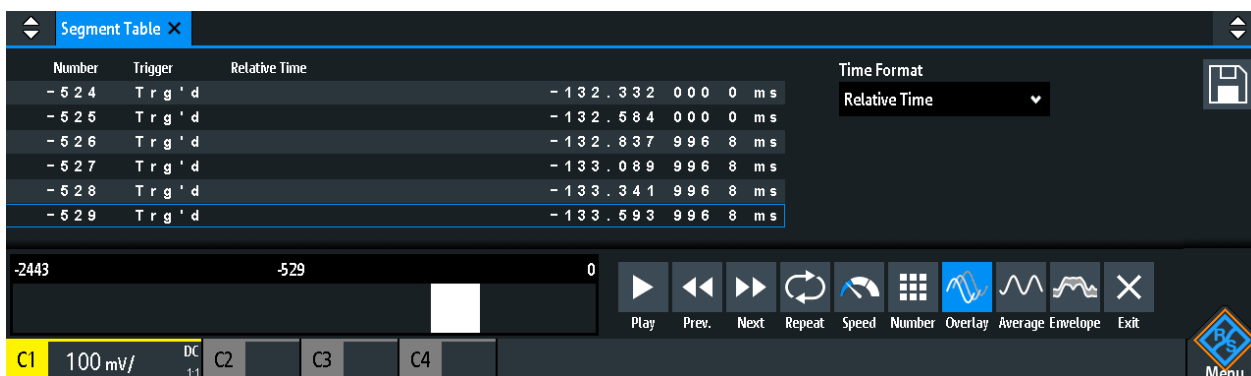 Segment Table ×
Number Trigger Relative Time
-524 Trg'd -132.332 000 0 ms
-525 Trg'd -132.584 000 0 ms
-526 Trg'd -132.837 996 8 ms
-527 Trg'd -133.089 996 8 ms
-528 Trg'd -133.341 996 8 ms
-529 Trg'd -133.593 996 8 ms
Time Format
Relative Time
-2443 -529 0
Play Prev. Next Repeat Speed Number Overlay Average Envelope Exit
C1 100 mV/ DC 1:1 C2 C3 C4
R S
Menu